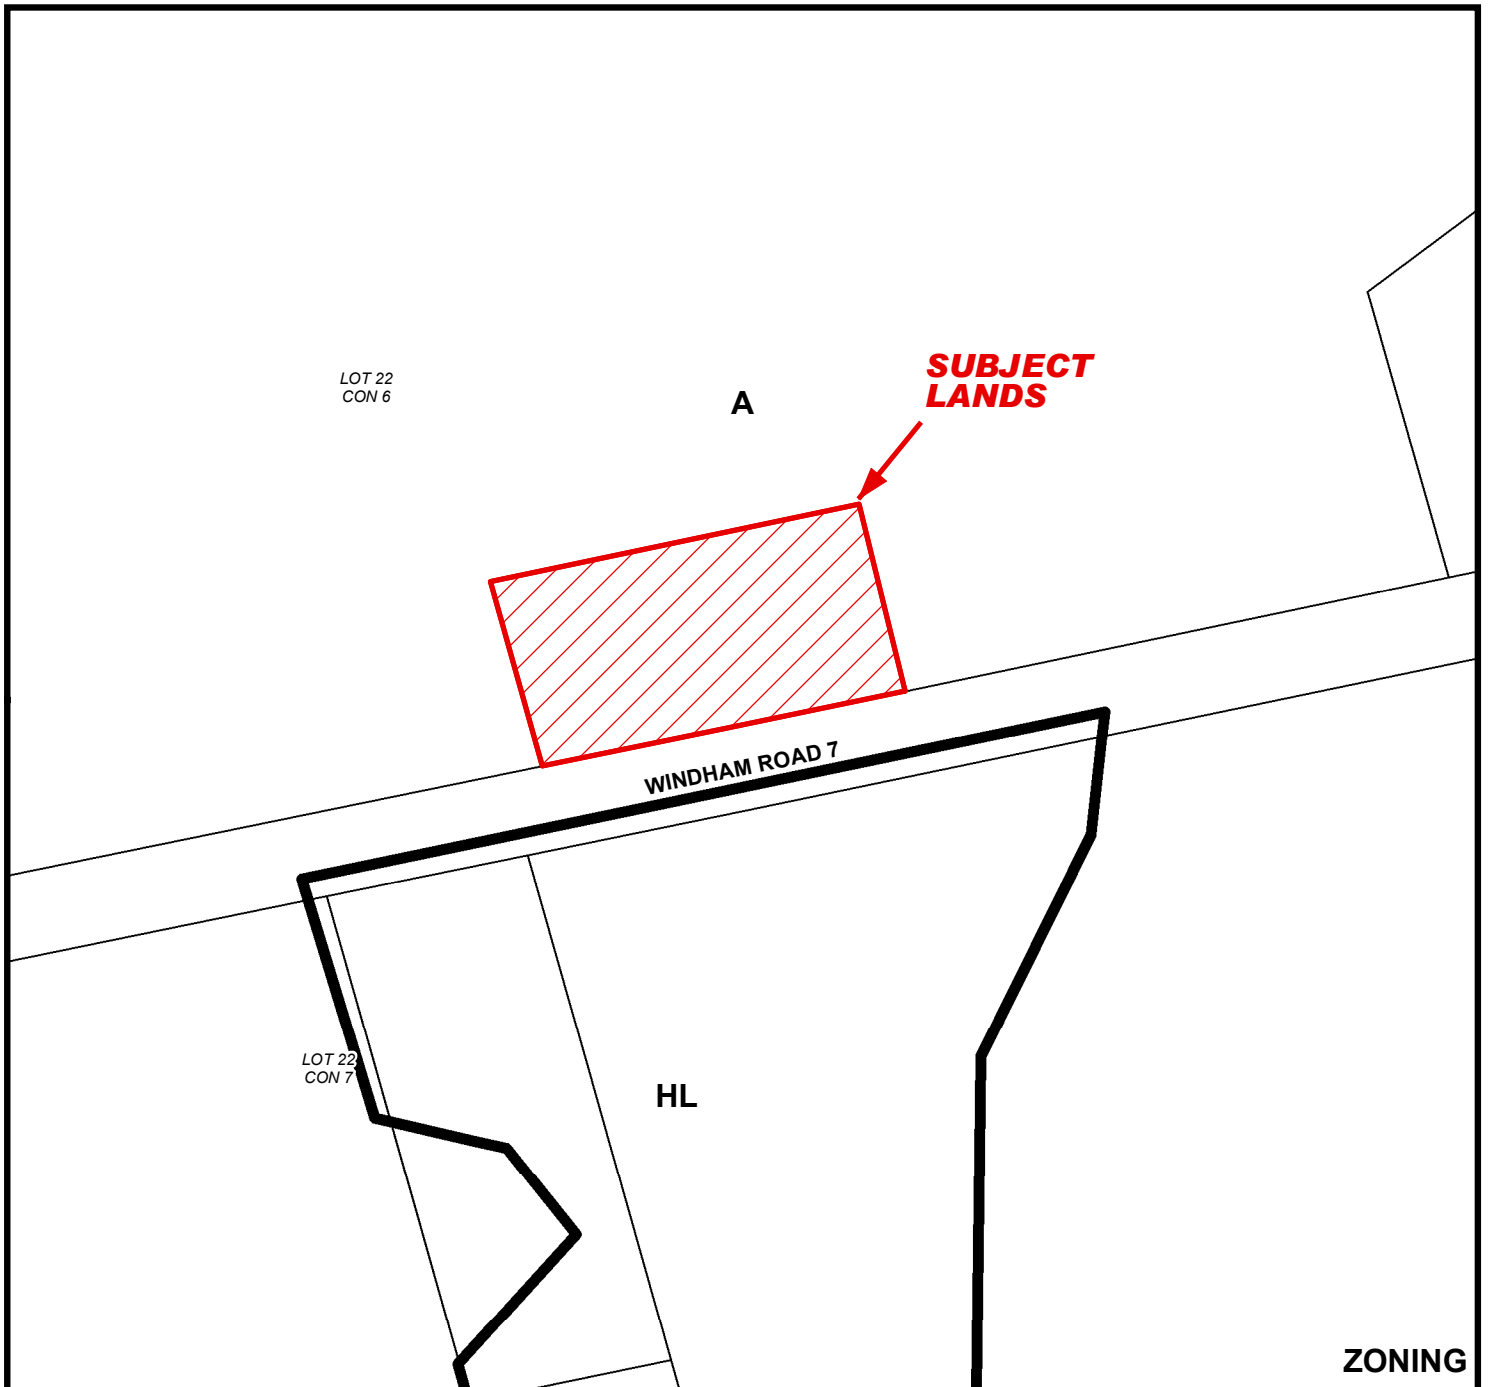 SUBJECT
LANDS
LOT 22
CON 6
A
WINDHAM ROAD 7
LOT 22
CON 7
HL
ZONING